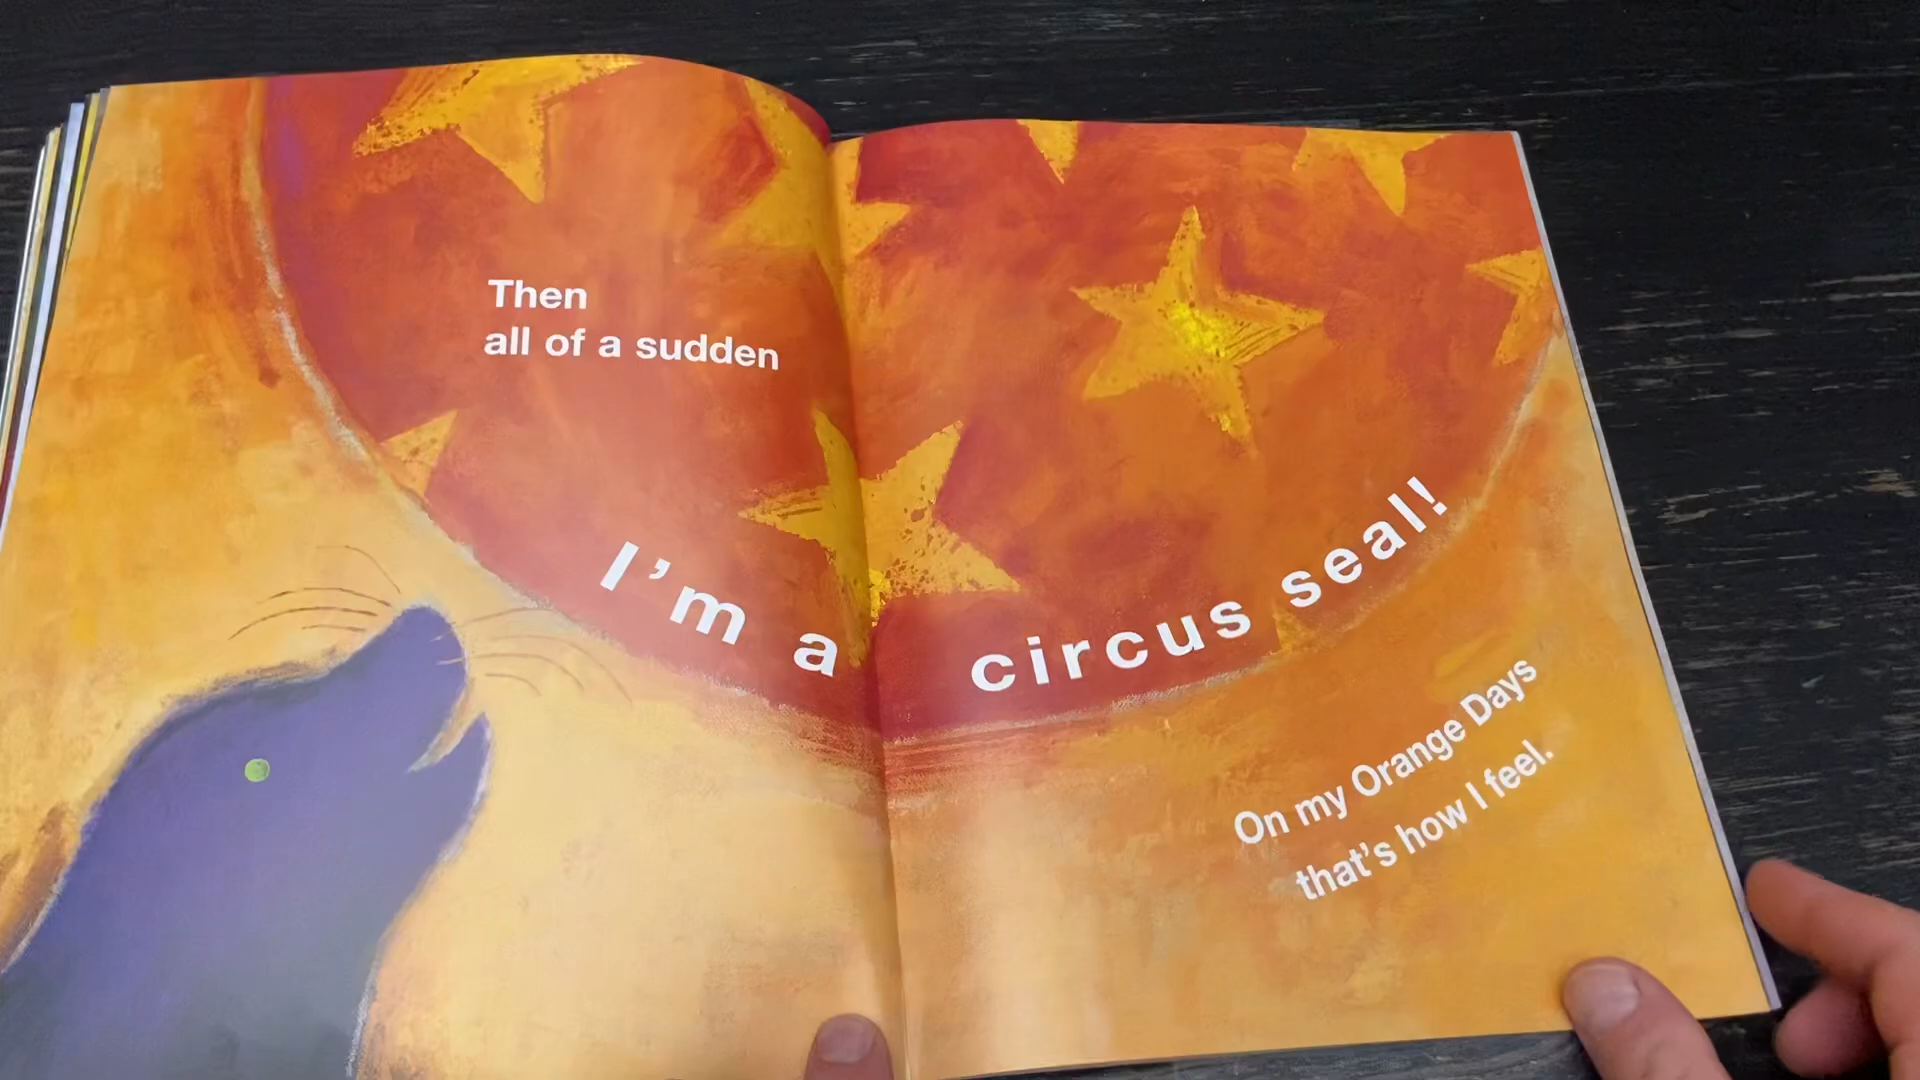 Then
all of a sudden
I'm a circus seal!
On my Orange Days
that's how I feel.